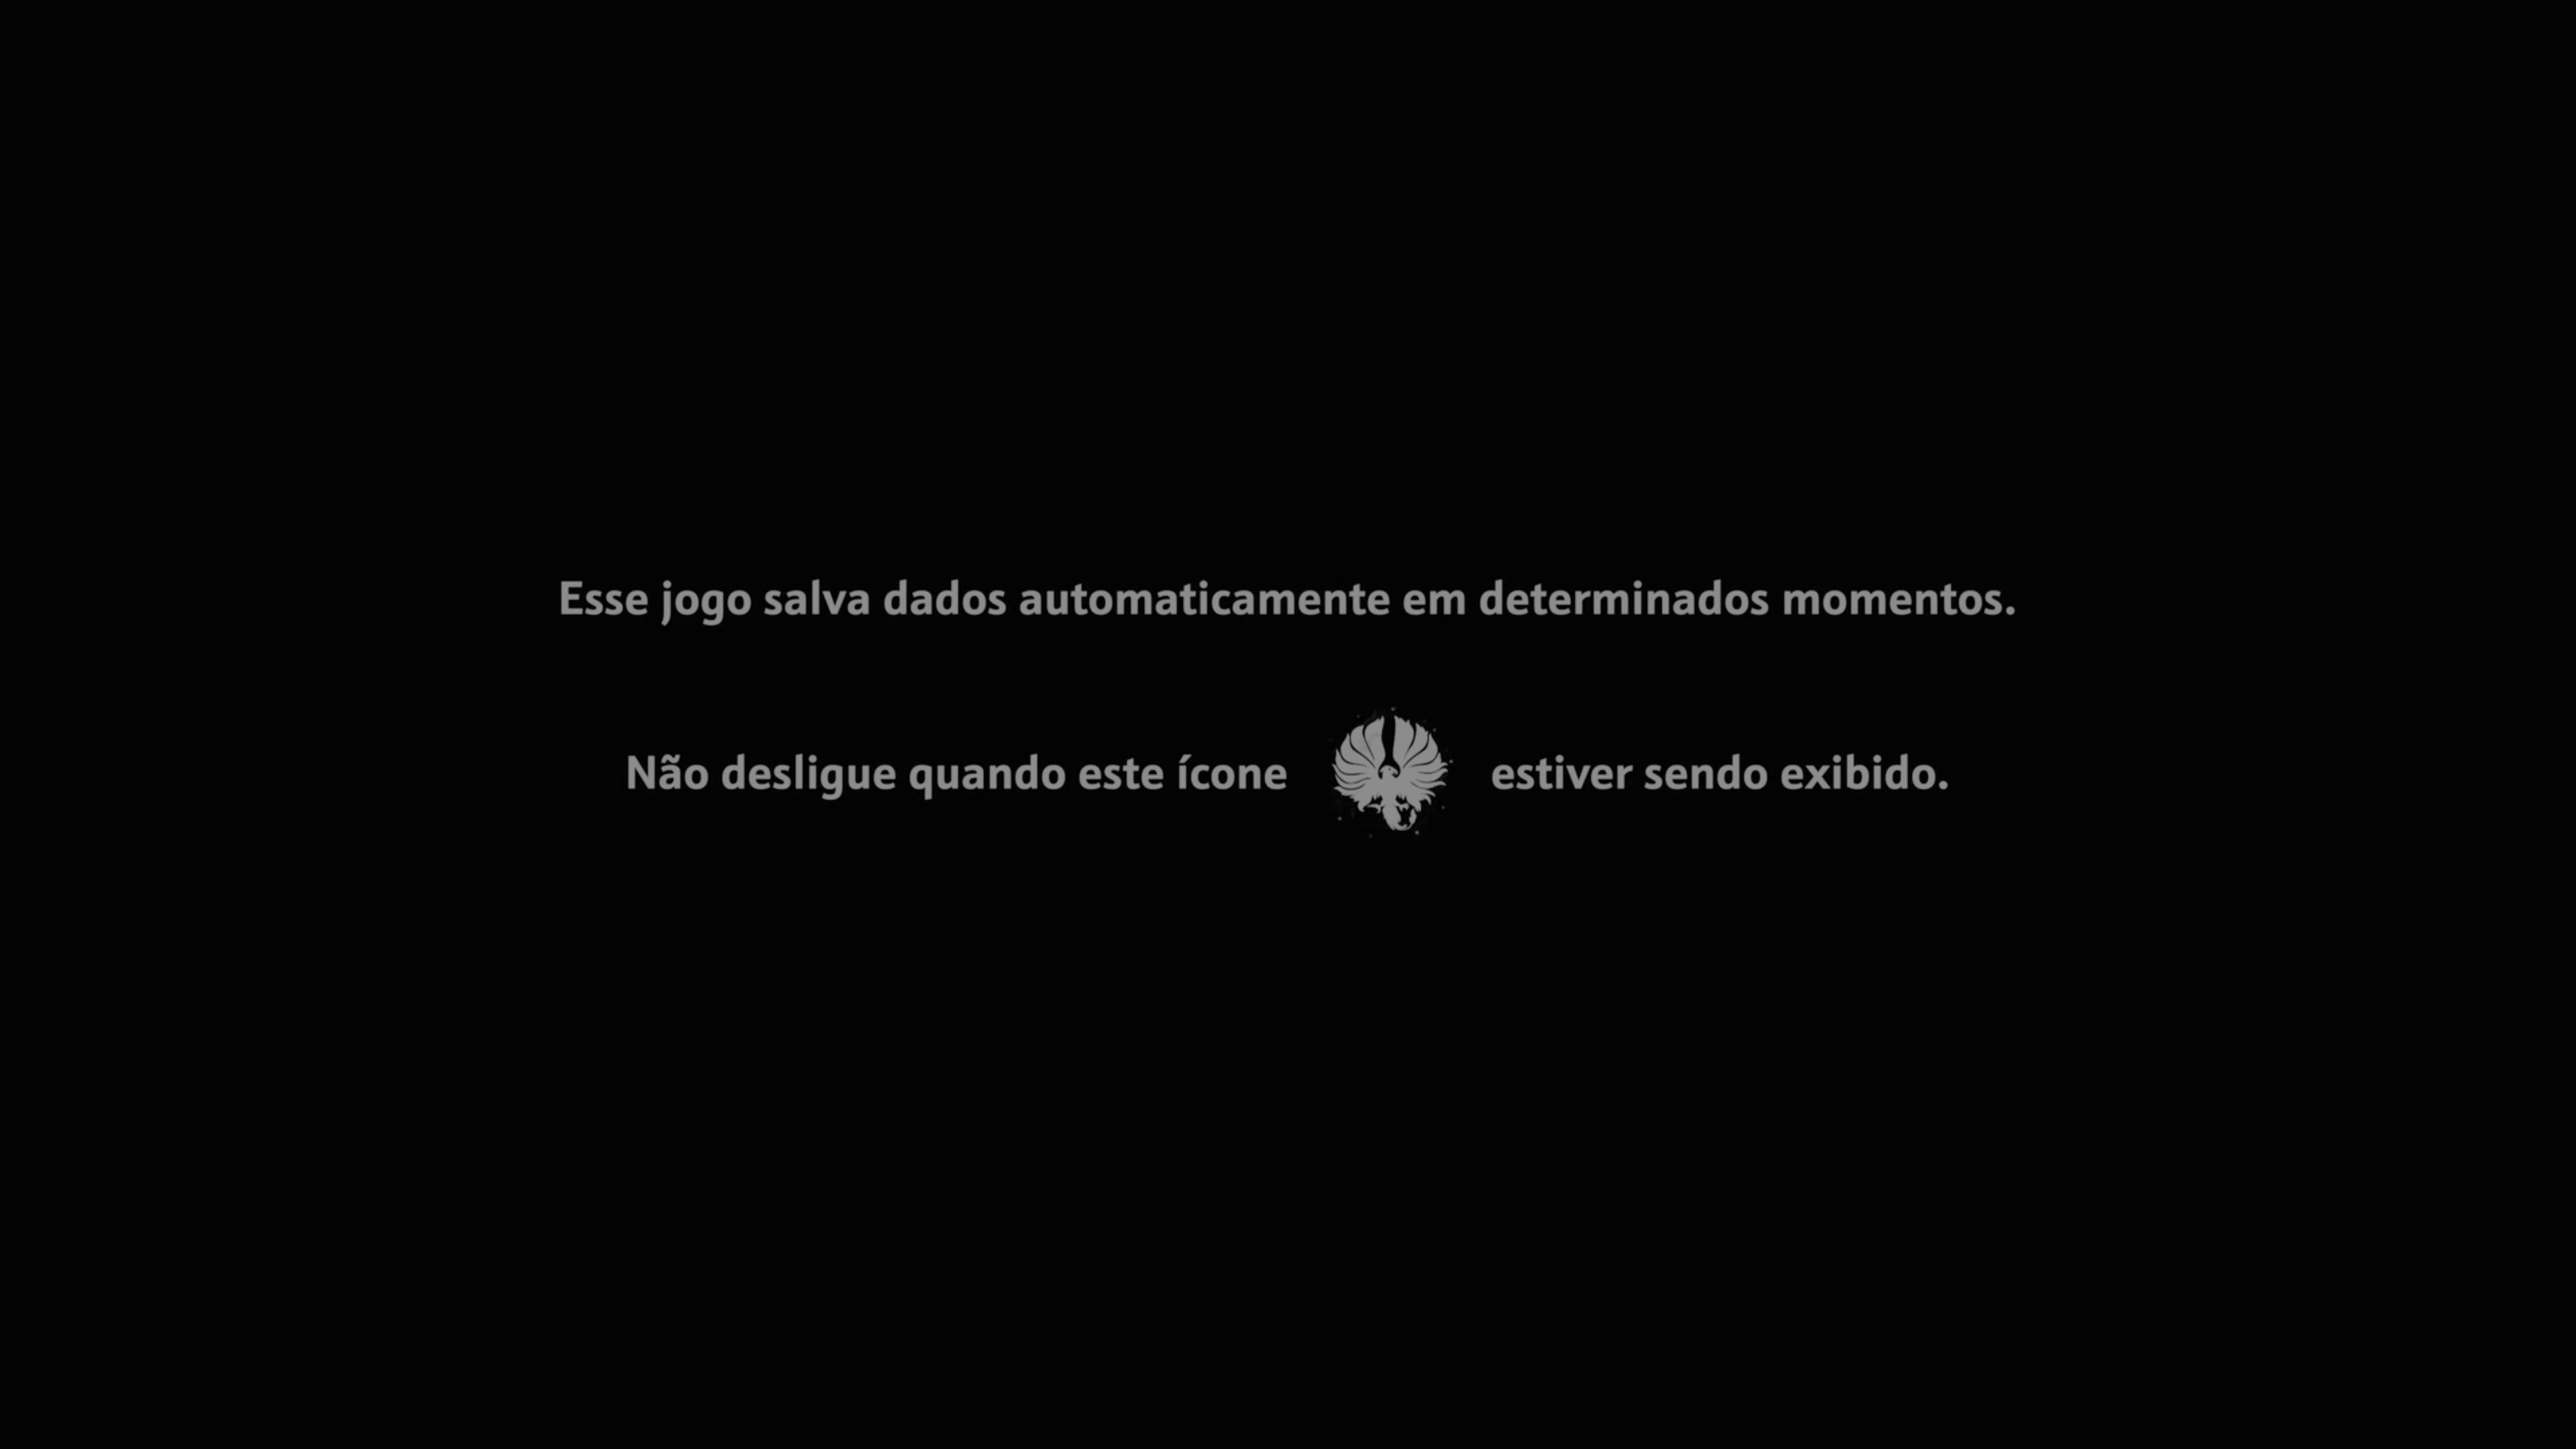 Esse jogo salva dados automaticamente em determinados momentos.
Não desligue quando este ícone estiver sendo exibido.